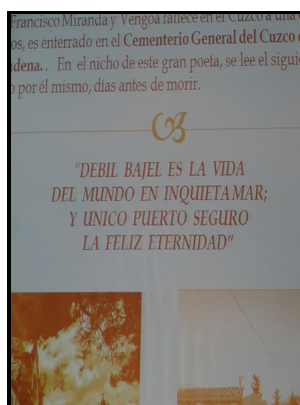 Francisco Miranda y Vengoa fallece en el Cuzco a una
os, es enterrado en el Cementerio General del Cuzco
dena.. En el nicho de este gran poeta, se lee el sigui
o por él mismo, días antes de morir.
"DEBIL BAJEL ES LA VIDA
DEL MUNDO EN INQUIETA MAR;
Y UNICO PUERTO SEGURO
LA FELIZ ETERNIDAD"